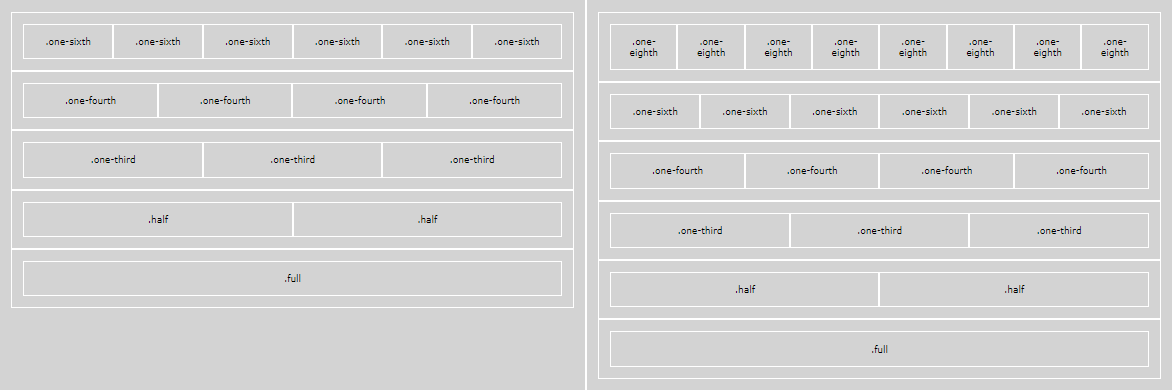 .one-sixth .one-sixth .one-sixth .one-sixth .one-sixth .one-sixth
.one-fourth .one-fourth .one-fourth .one-fourth
.one-third .one-third .one-third
.half .half
.full
.one- .one- .one- .one- .one- .one- .one- .one-
eighth eighth eighth eighth eighth eighth eighth eighth
.one-sixth .one-sixth .one-sixth .one-sixth .one-sixth .one-sixth
.one-fourth .one-fourth .one-fourth .one-fourth
.one-third .one-third .one-third
.half .half
.full